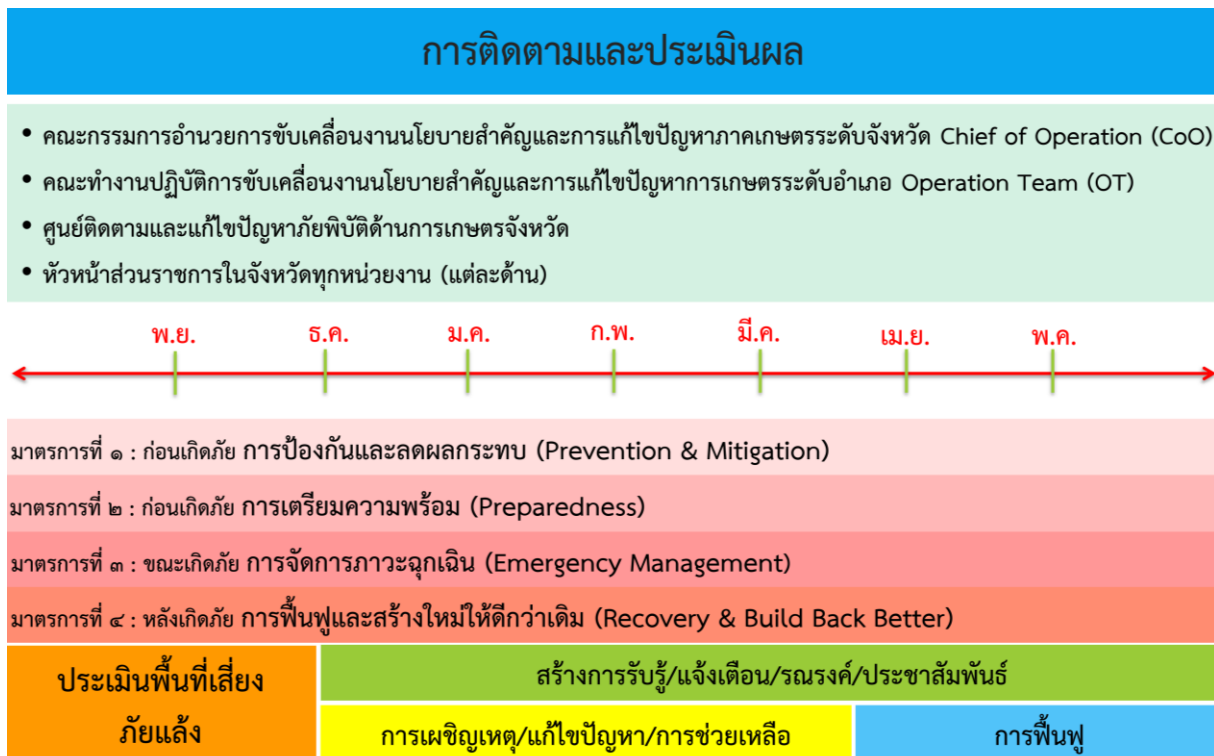 การติดตามและประเมินผล
• คณะกรรมการอำนวยการขับเคลื่อนงานนโยบายสำคัญและการแก้ไขปัญหาภาคเกษตรระดับจังหวัด Chief of Operation (CoO)
• คณะทำงานปฏิบัติการขับเคลื่อนงานนโยบายสำคัญและการแก้ไขปัญหาการเกษตรระดับอำเภอ Operation Team (OT)
• ศูนย์ติดตามและแก้ไขปัญหาภัยพิบัติด้านการเกษตรจังหวัด
• หัวหน้าส่วนราชการในจังหวัดทุกหน่วยงาน (แต่ละด้าน)
พ.ย. ธ.ค. ม.ค. ก.พ. มี.ค. เม.ย. พ.ค.
มาตรการที่ ๑ : ก่อนเกิดภัย การป้องกันและลดผลกระทบ (Prevention & Mitigation)
มาตรการที่ ๒ : ก่อนเกิดภัย การเตรียมความพร้อม (Preparedness)
มาตรการที่ ๓ : ขณะเกิดภัย การจัดการภาวะฉุกเฉิน (Emergency Management)
มาตรการที่ ๔ : หลังเกิดภัย การฟื้นฟูและสร้างใหม่ให้ดีกว่าเดิม (Recovery & Build Back Better)
ประเมินพื้นที่เสี่ยง
ภัยแล้ง
สร้างการรับรู้/แจ้งเตือน/รณรงค์/ประชาสัมพันธ์
การเผชิญเหตุ/แก้ไขปัญหา/การช่วยเหลือ
การฟื้นฟู